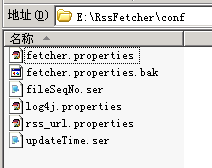 地址(D) E:\RssFetcher\conf
名称
fetcher.properties
fetcher.properties.bak
fileSeqNo.ser
log4j.properties
rss_url.properties
updateTime.ser